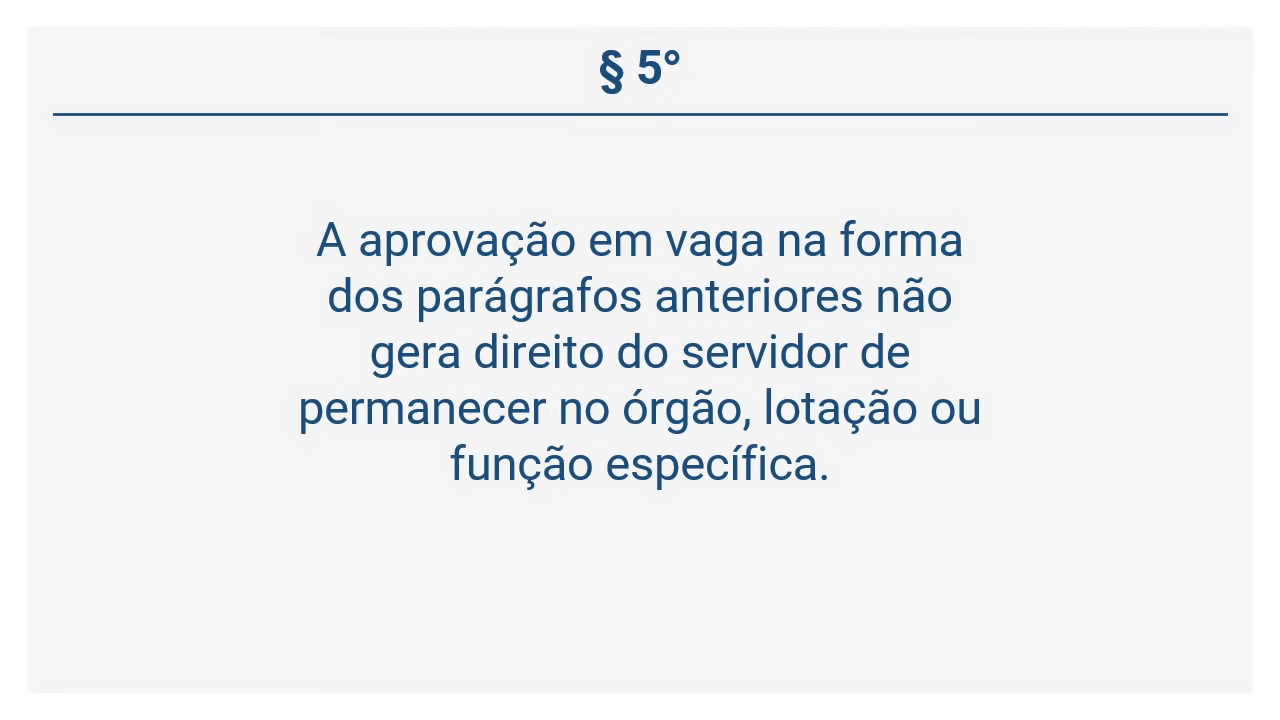 § 5°
A aprovação em vaga na forma
dos parágrafos anteriores não
gera direito do servidor de
permanecer no órgão, lotação ou
função específica.